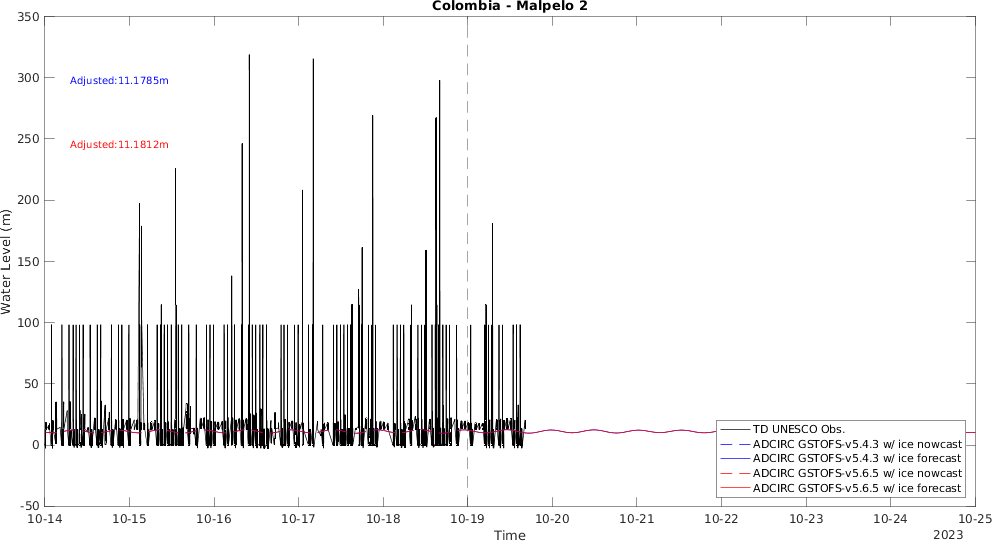 Colombia - Malpelo 2
350
300
250
200
150
100
50
0
-50
Water Level (m)
Adjusted:11.1785m
Adjusted:11.1812m
TD UNESCO Obs.
ADCIRC GSTOFS-v5.4.3 w/ ice nowcast
ADCIRC GSTOFS-v5.4.3 w/ ice forecast
ADCIRC GSTOFS-v5.6.5 w/ ice nowcast
ADCIRC GSTOFS-v5.6.5 w/ ice forecast
10-14 10-15 10-16 10-17 10-18 10-19 10-20 10-21 10-22 10-23 10-24 10-25
Time
2023